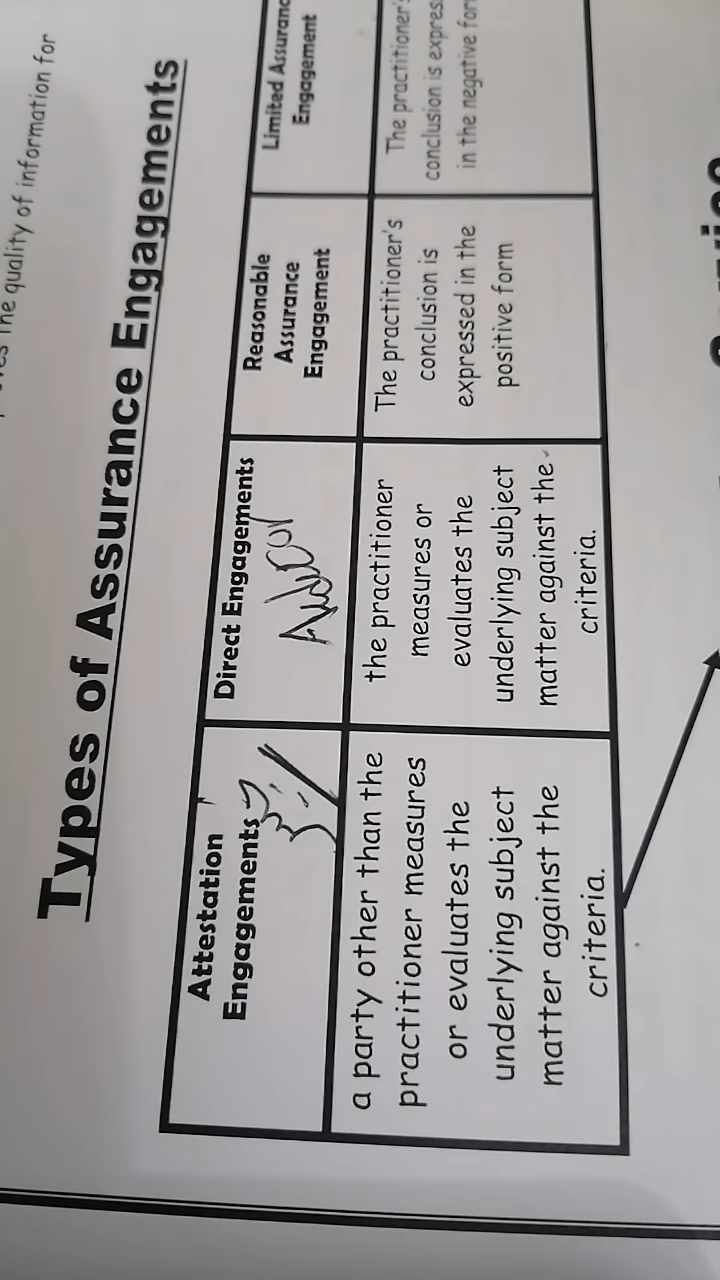 the quality of information for
Types of Assurance Engagements
Attestation
Engagements
Direct Engagements
Reasonable
Assurance
Engagement
Limited Assuranc
Engagement
a party other than the
practitioner measures
or evaluates the
underlying subject
matter against the
criteria.
the practitioner
measures or
evaluates the
underlying subject
matter against the
criteria.
The practitioner's
conclusion is
expressed in the
positive form
The practitioner's
conclusion is expres
in the negative for